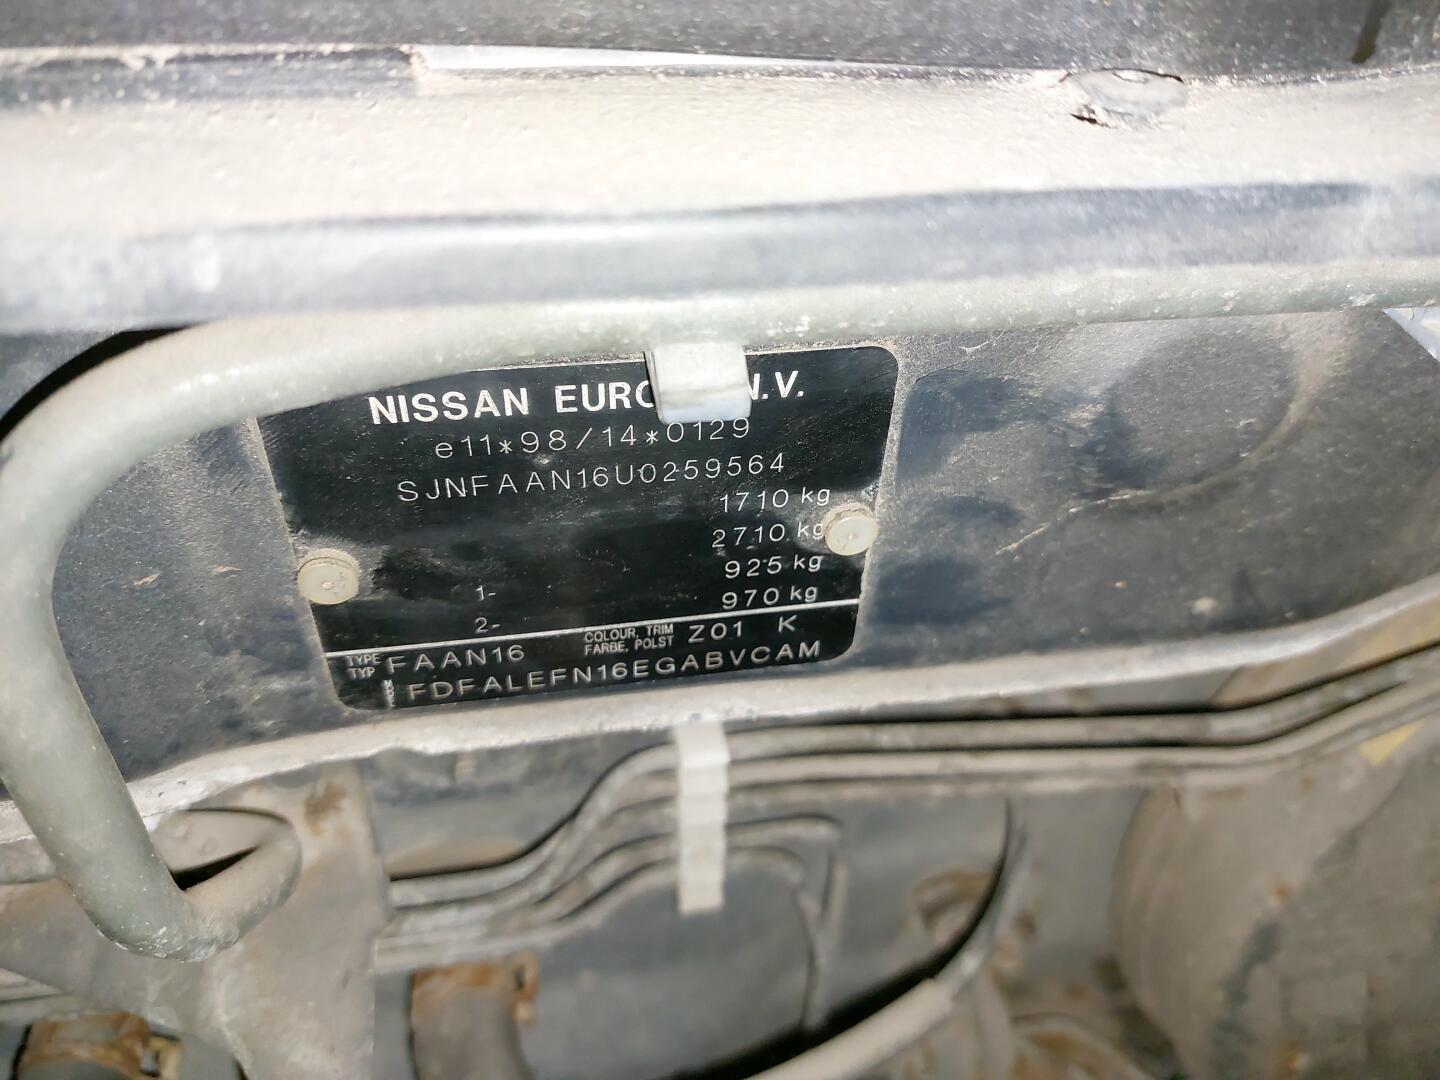 NISSAN EURO N.V.
e11*98/14*0129
SJNFAAN16U0259564
1710 kg
2710 kg
1- 925 kg
2- 970 kg
TYPE TYP FAAN16 COLOUR, TRIM FARBE, POLST Z01 K
FDFALEFN16EGABVCAM